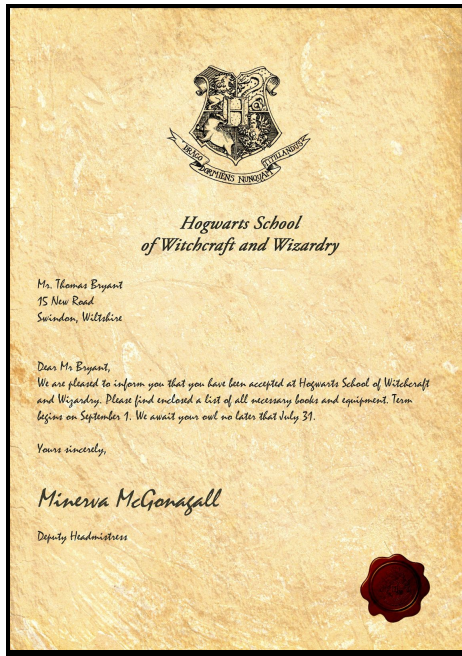 DRACO DORMIENS NUNQUAM TITILLANDUS
Hogwarts School
of Witchcraft and Wizardry
Mr. Thomas Bryant
15 New Road
Swindon, Wiltshire
Dear Mr Bryant,
We are pleased to inform you that you have been accepted at Hogwarts School of Witchcraft
and Wizardry. Please find enclosed a list of all necessary books and equipment. Term
begins on September 1. We await your owl no later that July 31.
Yours sincerely,
Minerva McGonagall
Deputy Headmistress